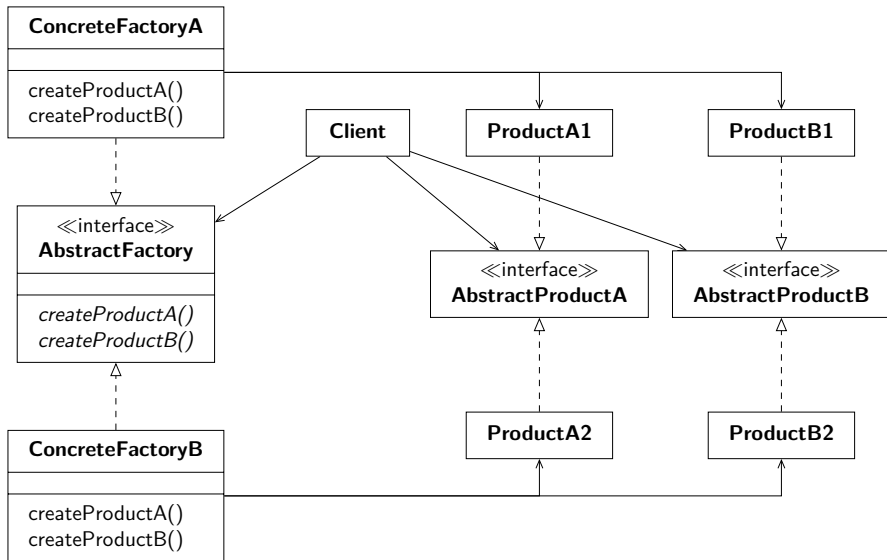 ConcreteFactoryA
createProductA()
createProductB()
Client
ProductA1
ProductB1
≪interface≫
AbstractFactory
createProductA()
createProductB()
≪interface≫
AbstractProductA
≪interface≫
AbstractProductB
ConcreteFactoryB
createProductA()
createProductB()
ProductA2
ProductB2